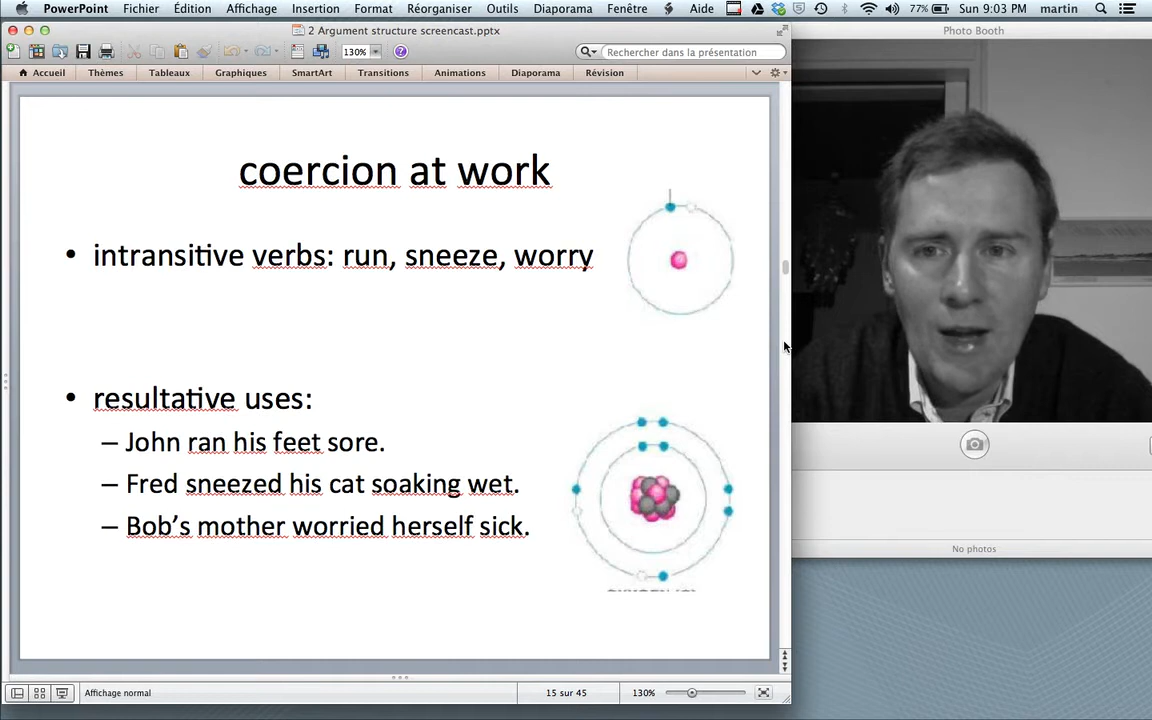 PowerPoint Fichier Édition Affichage Insertion Format Réorganiser Outils Diaporama Fenêtre Aide 77% Sun 9:03 PM martin
2 Argument structure screencast.pptx
Photo Booth
130% Rechercher dans la présentation
Accueil Thèmes Tableaux Graphiques SmartArt Transitions Animations Diaporama Révision
coercion at work
• intransitive verbs: run, sneeze, worry
• resultative uses:
– John ran his feet sore.
– Fred sneezed his cat soaking wet.
– Bob's mother worried herself sick.
No photos
Affichage normal 15 sur 45 130%